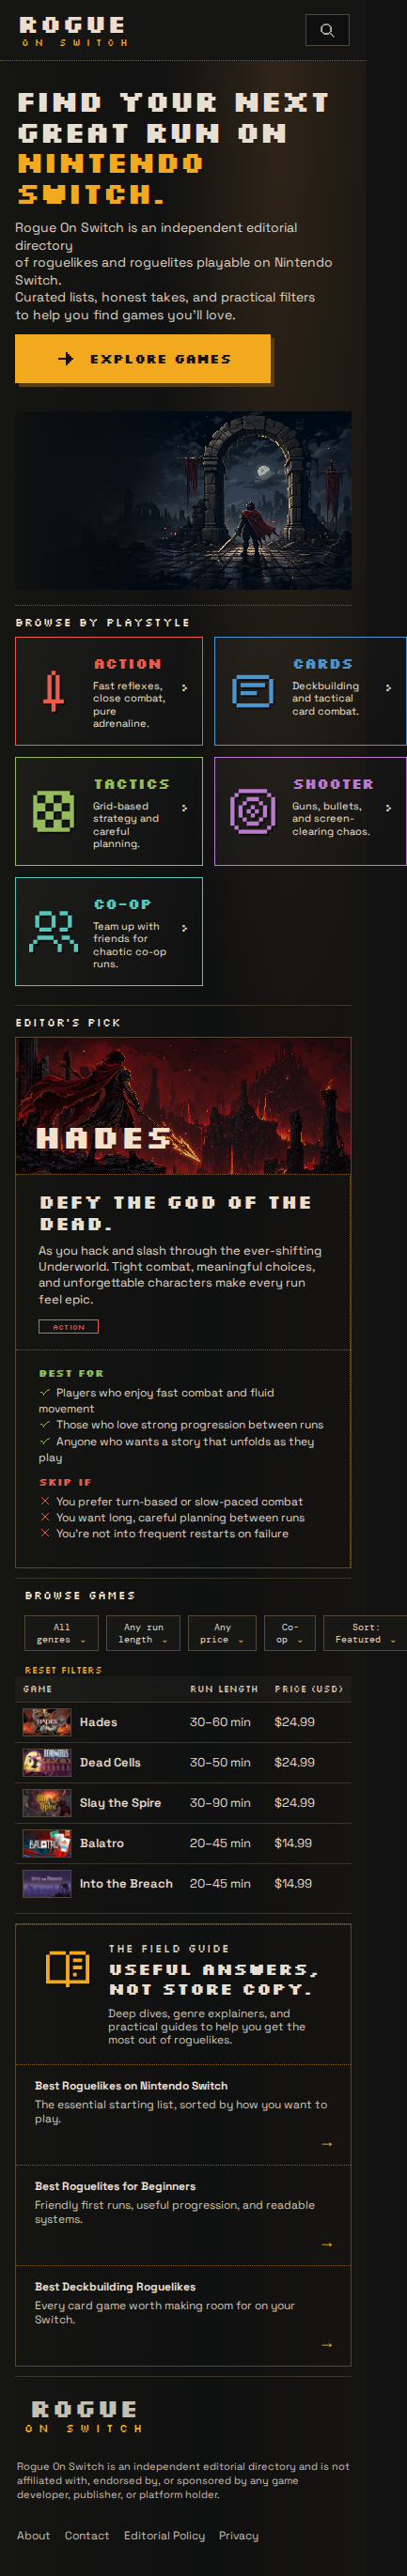 ROGUE
ON SWITCH
FIND YOUR NEXT
GREAT RUN ON
NINTENDO
SWITCH.
Rogue On Switch is an independent editorial
directory
of roguelikes and roguelites playable on Nintendo
Switch.
Curated lists, honest takes, and practical filters
to help you find games you'll love.
EXPLORE GAMES
BROWSE BY PLAYSTYLE
ACTION
Fast reflexes,
close combat,
pure
adrenaline.
CARDS
Deckbuilding
and tactical
card combat.
TACTICS
Grid-based
strategy and
careful
planning.
SHOOTER
Guns, bullets,
and screen-
clearing chaos.
CO-OP
Team up with
friends for
chaotic co-op
runs.
EDITOR'S PICK
HADES
DEFY THE GOD OF THE
DEAD.
As you hack and slash through the ever-shifting
Underworld. Tight combat, meaningful choices,
and unforgettable characters make every run
feel epic.
ACTION
BEST FOR
Players who enjoy fast combat and fluid
movement
Those who love strong progression between runs
Anyone who wants a story that unfolds as they
play
SKIP IF
You prefer turn-based or slow-paced combat
You want long, careful planning between runs
You're not into frequent restarts on failure
BROWSE GAMES
All
genres
Any run
length
Any
price
Co-
op
Sort:
Featured
RESET FILTERS
GAME RUN LENGTH PRICE (USD)
Hades 30–60 min $24.99
Dead Cells 30–50 min $24.99
Slay the Spire 30–90 min $24.99
Balatro 20–45 min $14.99
Into the Breach 20–45 min $14.99
THE FIELD GUIDE
USEFUL ANSWERS,
NOT STORE COPY.
Deep dives, genre explainers, and
practical guides to help you get the
most out of roguelikes.
Best Roguelikes on Nintendo Switch
The essential starting list, sorted by how you want to
play.
→
Best Roguelites for Beginners
Friendly first runs, useful progression, and readable
systems.
→
Best Deckbuilding Roguelikes
Every card game worth making room for on your
Switch.
→
ROGUE
ON SWITCH
Rogue On Switch is an independent editorial directory and is not
affiliated with, endorsed by, or sponsored by any game
developer, publisher, or platform holder.
About Contact Editorial Policy Privacy